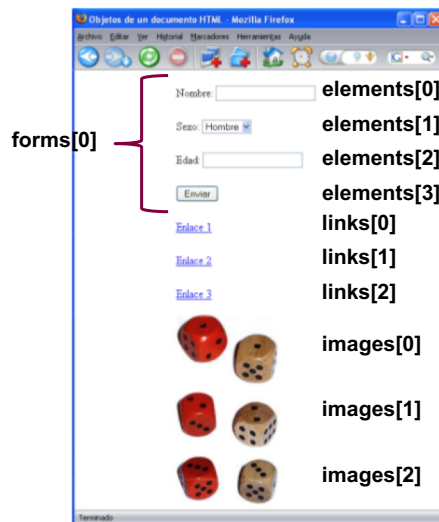 Objetos de un documento HTML - Mozilla Firefox
Archivo Editar Ver Historial Marcadores Herramientas Ayuda
Nombre: elements[0]
Sexo: Hombre elements[1]
forms[0]
Edad: elements[2]
Enviar elements[3]
Enlace 1 links[0]
Enlace 2 links[1]
Enlace 3 links[2]
images[0]
images[1]
images[2]
Terminado